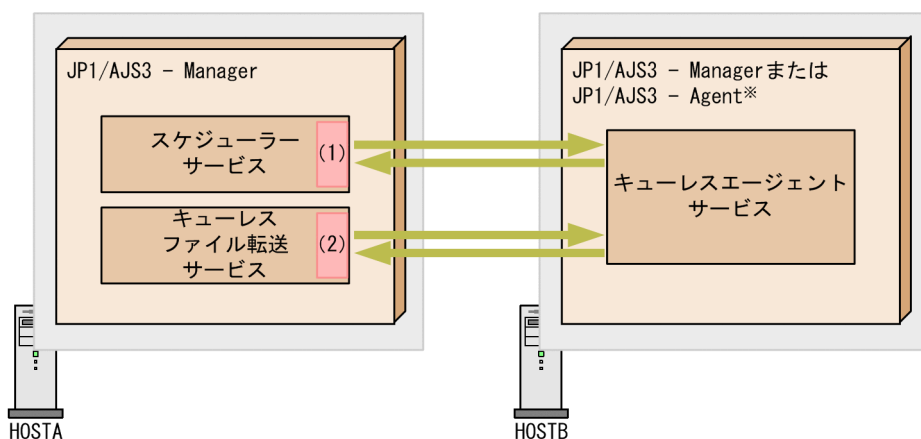 JP1/AJS3 - Manager
スケジューラー
サービス
(1)
キューレス
ファイル転送
サービス
(2)
HOSTA
JP1/AJS3 - Managerまたは
JP1/AJS3 - Agent※
キューレスエージェント
サービス
HOSTB